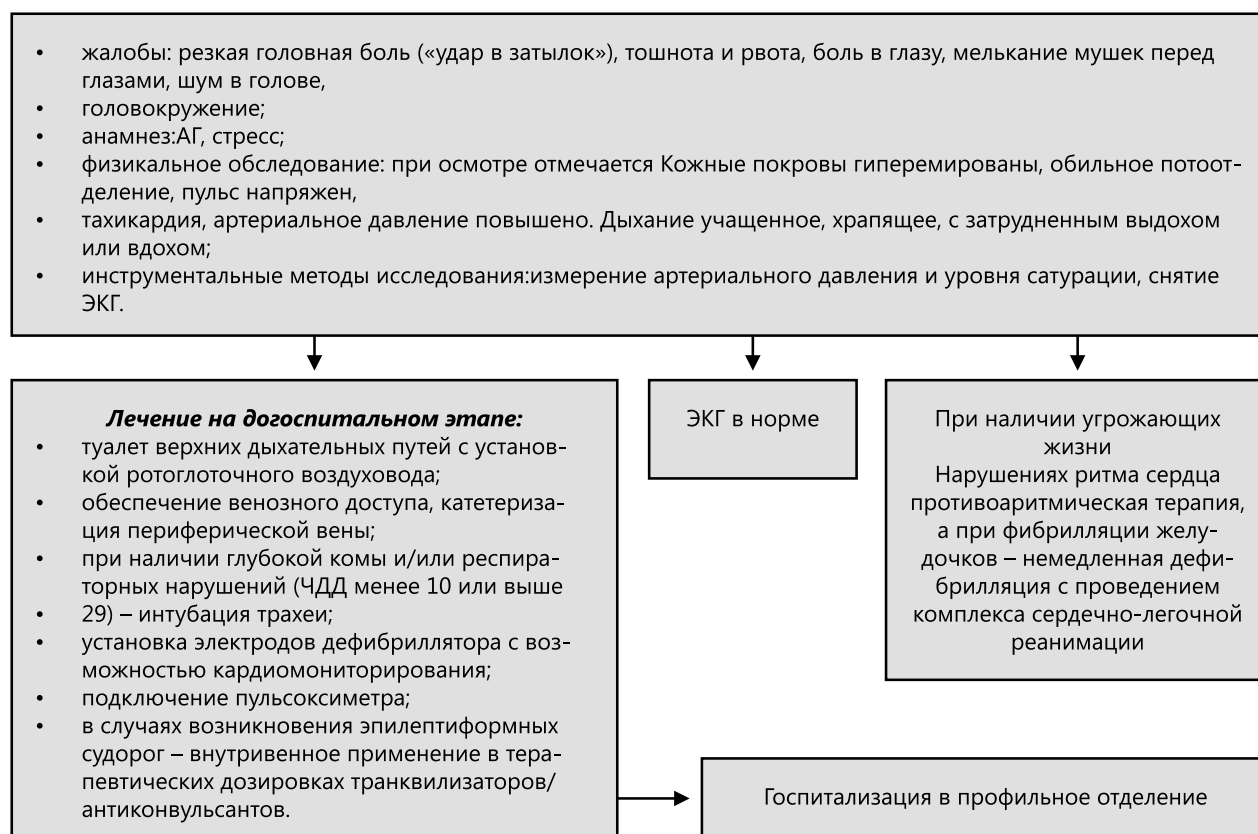 • жалобы: резкая головная боль («удар в затылок»), тошнота и рвота, боль в глазу, мелькание мушек перед
глазами, шум в голове,
• головокружение;
• анамнез:АГ, стресс;
• физикальное обследование: при осмотре отмечается Кожные покровы гиперемированы, обильное потоот-
деление, пульс напряжен,
• тахикардия, артериальное давление повышено. Дыхание учащенное, храпящее, с затрудненным выдохом
или вдохом;
• инструментальные методы исследования:измерение артериального давления и уровня сатурации, снятие
ЭКГ.
Лечение на догоспитальном этапе:
• туалет верхних дыхательных путей с установ-
кой ротоглоточного воздуховода;
• обеспечение венозного доступа, катетериза-
ция периферической вены;
• при наличии глубокой комы и/или респира-
торных нарушений (ЧДД менее 10 или выше
• 29) – интубация трахеи;
• установка электродов дефибриллятора с воз-
можностью кардиомониторирования;
• подключение пульсоксиметра;
• в случаях возникновения эпилептиформных
судорог – внутривенное применение в тера-
певтических дозировках транквилизаторов/
антиконвульсантов.
ЭКГ в норме
При наличии угрожающих
жизни
Нарушениях ритма сердца
противоаритмическая терапия,
а при фибрилляции желу-
дочков – немедленная дефи-
брилляция с проведением
комплекса сердечно-легочной
реанимации
Госпитализация в профильное отделение